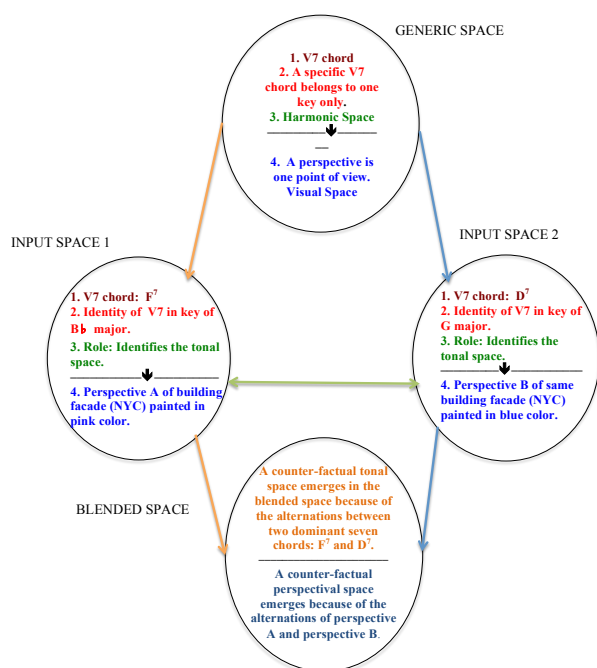 GENERIC SPACE
1. V7 chord
2. A specific V7
chord belongs to one
key only.
3. Harmonic Space
4. A perspective is
one point of view.
Visual Space
INPUT SPACE 1
1. V7 chord: F⁷
2. Identity of V7 in key of
B♭ major.
3. Role: Identifies the tonal
space.
4. Perspective A of building
facade (NYC) painted in
pink color.
INPUT SPACE 2
1. V7 chord: D⁷
2. Identity of V7 in key of
G major.
3. Role: Identifies the
tonal space.
4. Perspective B of same
building facade (NYC)
painted in blue color.
BLENDED SPACE
A counter-factual tonal
space emerges in the
blended space because of
the alternations between
two dominant seven
chords: F⁷ and D⁷.
A counter-factual
perspectival space
emerges because of the
alternations of perspective
A and perspective B.